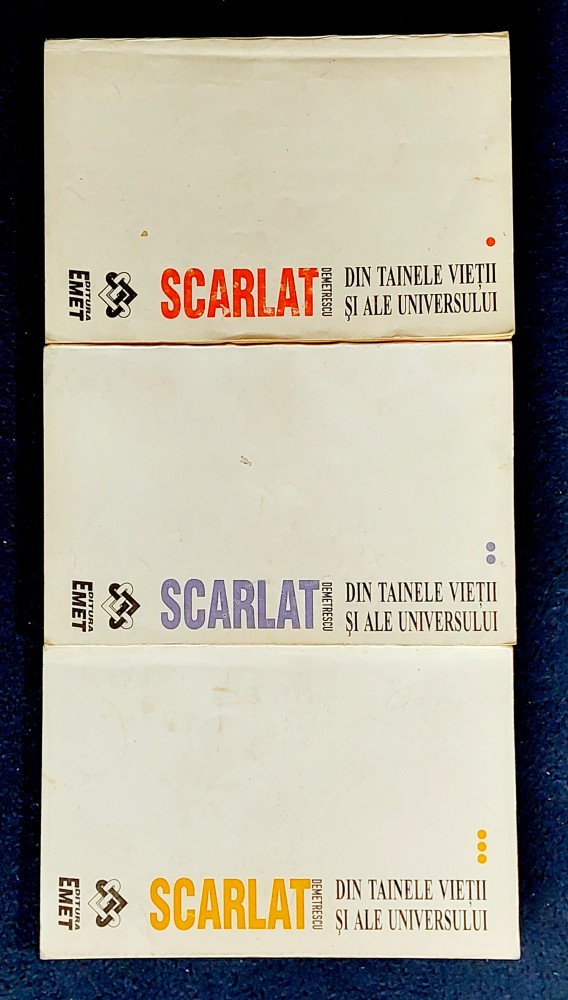 EDITURA
EMET
SCARLAT
DEMETRESCU
DIN TAINELE VIEȚII
ȘI ALE UNIVERSULUI
EDITURA
EMET
SCARLAT
DEMETRESCU
DIN TAINELE VIEȚII
ȘI ALE UNIVERSULUI
EDITURA
EMET
SCARLAT
DEMETRESCU
DIN TAINELE VIEȚII
ȘI ALE UNIVERSULUI